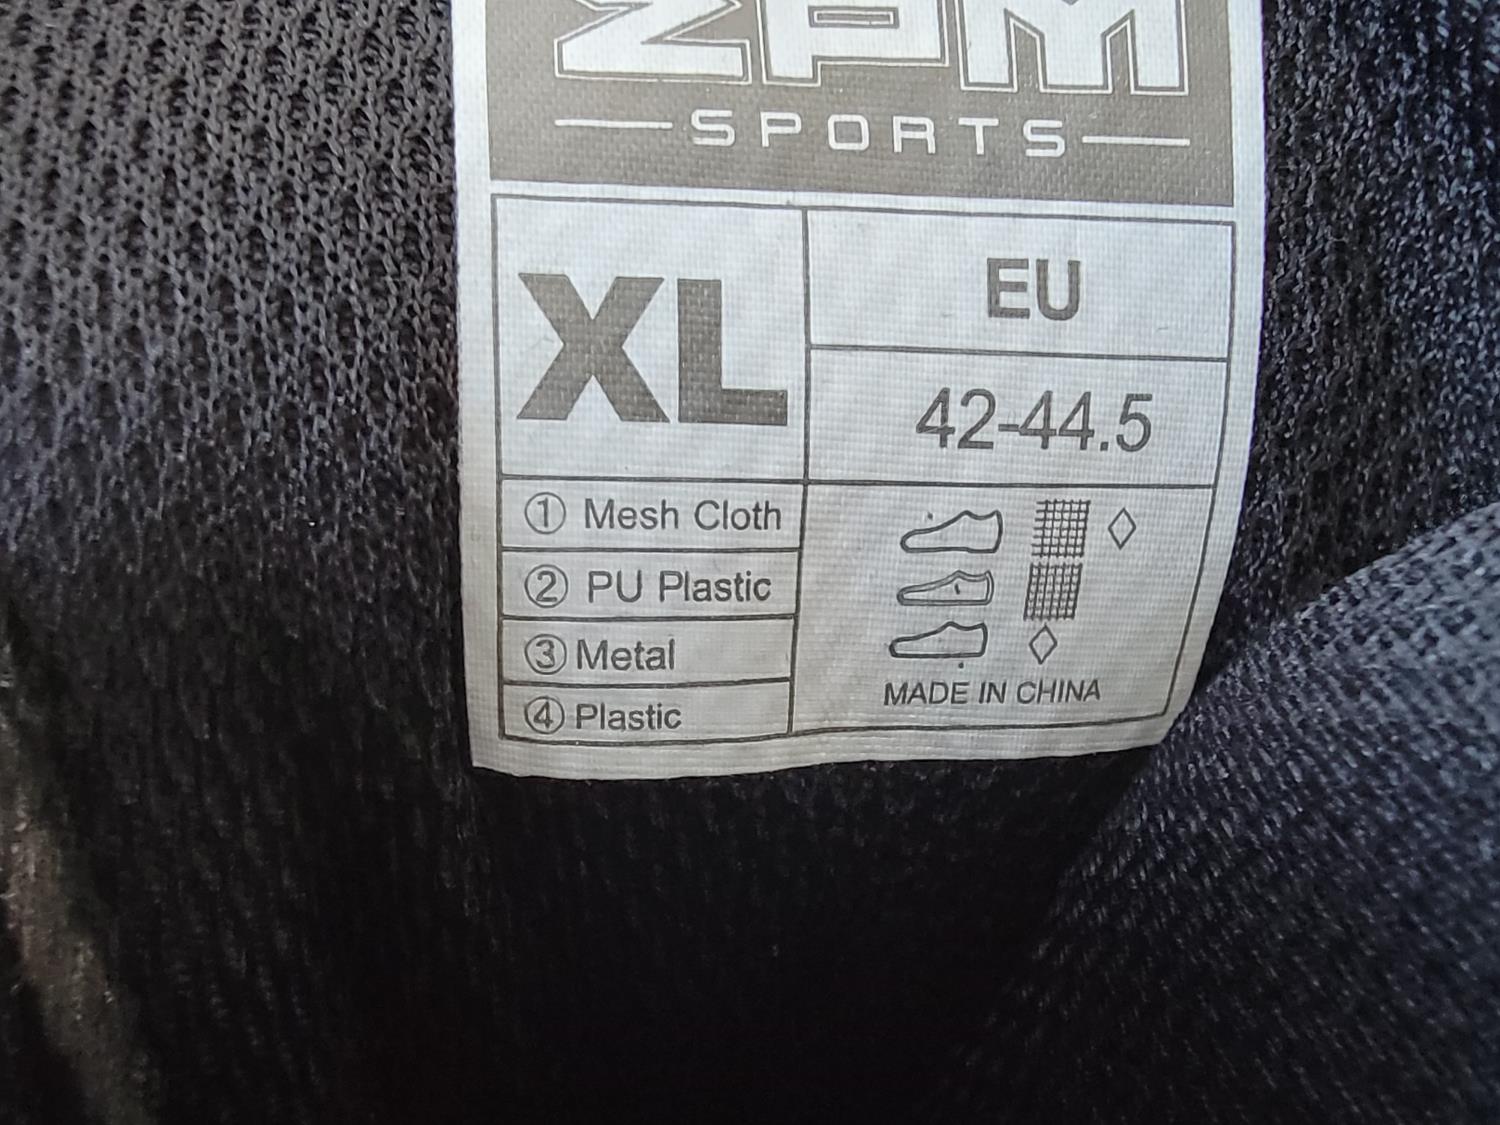 ZPM
SPORTS
XL
EU
42-44.5
① Mesh Cloth
② PU Plastic
③ Metal
④ Plastic
MADE IN CHINA